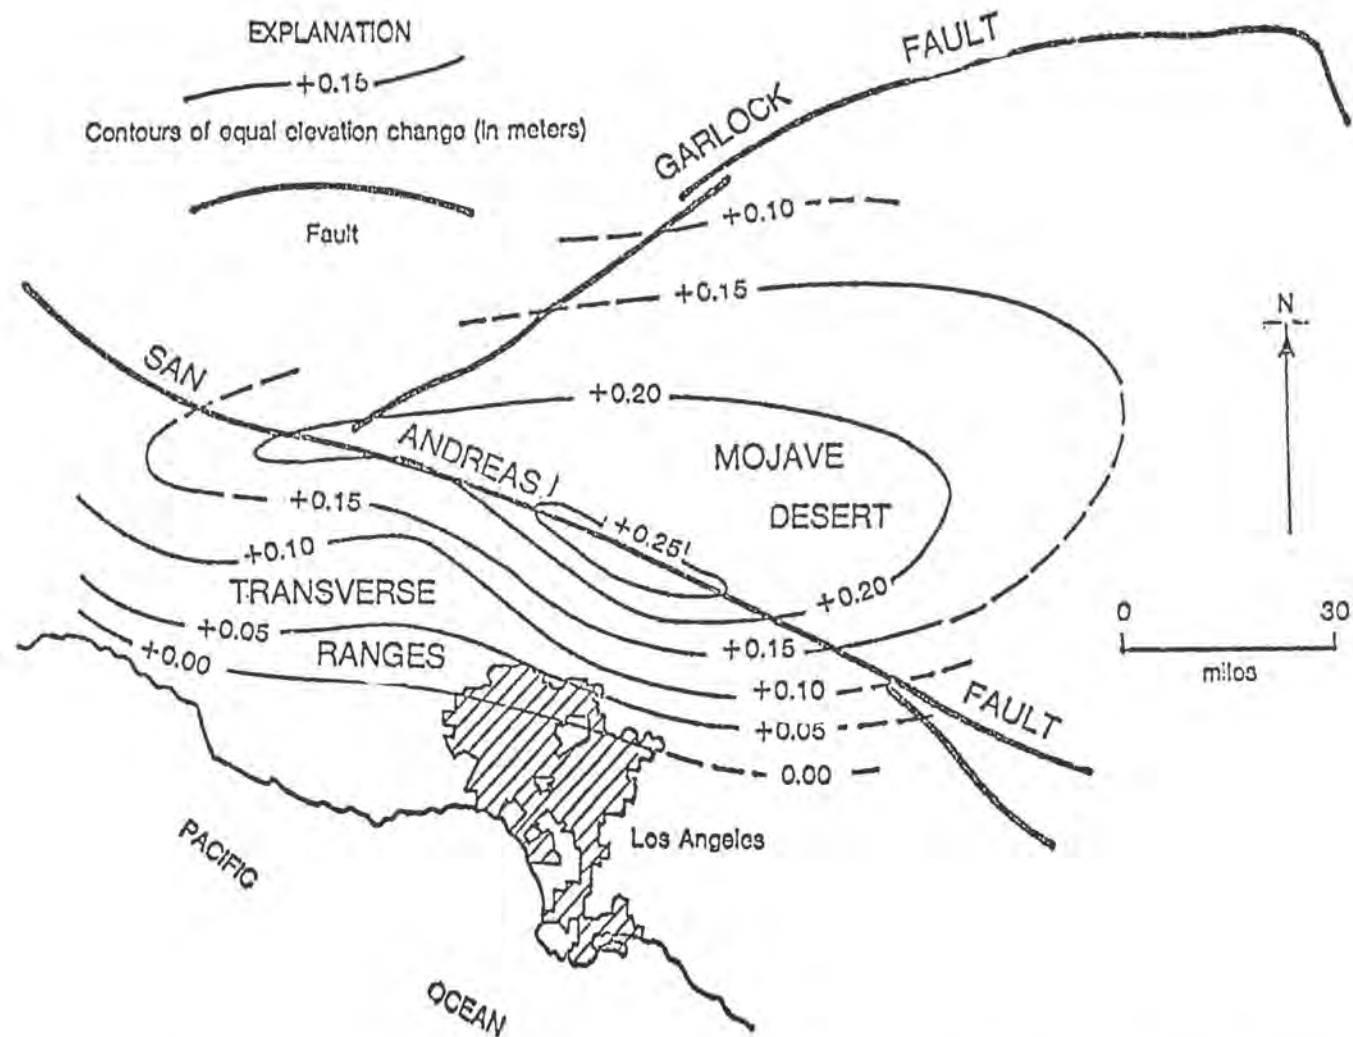 EXPLANATION
+0.15
Contours of equal elevation change (in meters)
Fault
GARLOCK FAULT
+0.10
+0.15
N
SAN ANDREAS FAULT
+0.20
MOJAVE
DESERT
+0.15
+0.25
+0.10
TRANSVERSE
+0.20
0 30
miles
+0.05
RANGES
+0.15
+0.00
+0.10
+0.05
0.00
Los Angeles
PACIFIC
OCEAN